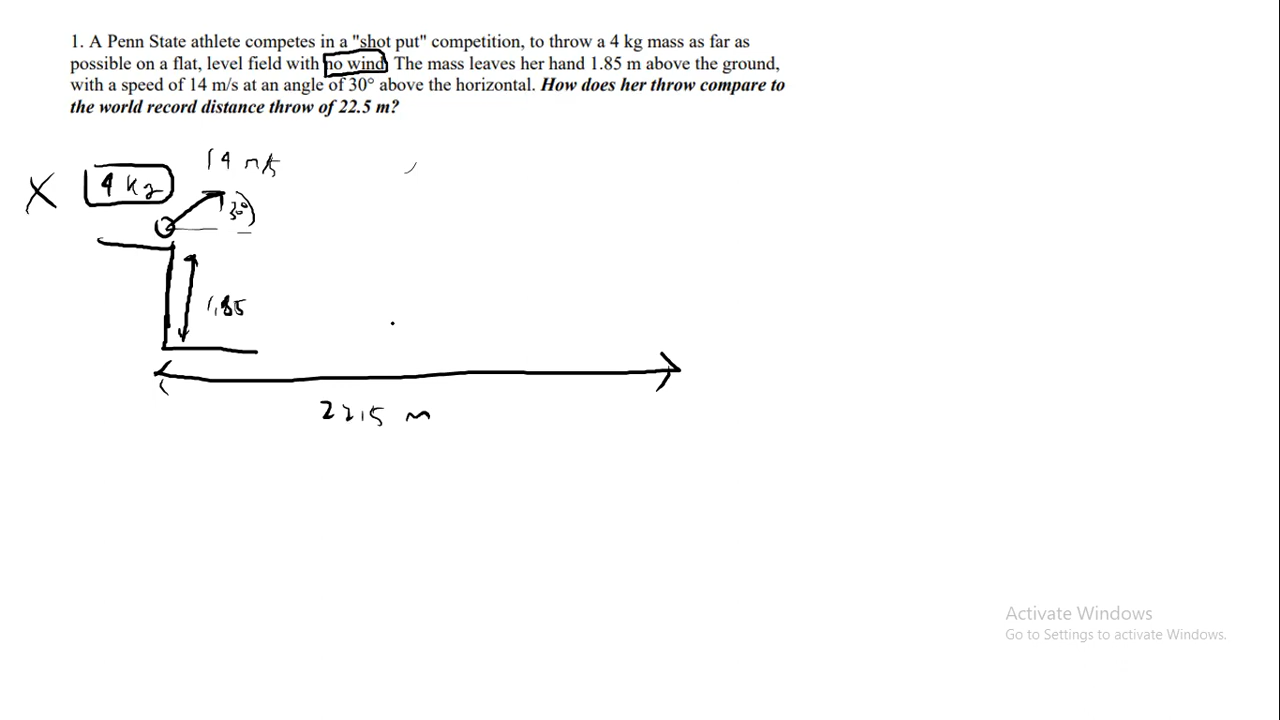 1. A Penn State athlete competes in a "shot put" competition, to throw a 4 kg mass as far as
possible on a flat, level field with no wind. The mass leaves her hand 1.85 m above the ground,
with a speed of 14 m/s at an angle of 30° above the horizontal. How does her throw compare to
the world record distance throw of 22.5 m?
14 m/s
X 4 kg
30°
1.85
22.5 m
Activate Windows
Go to Settings to activate Windows.